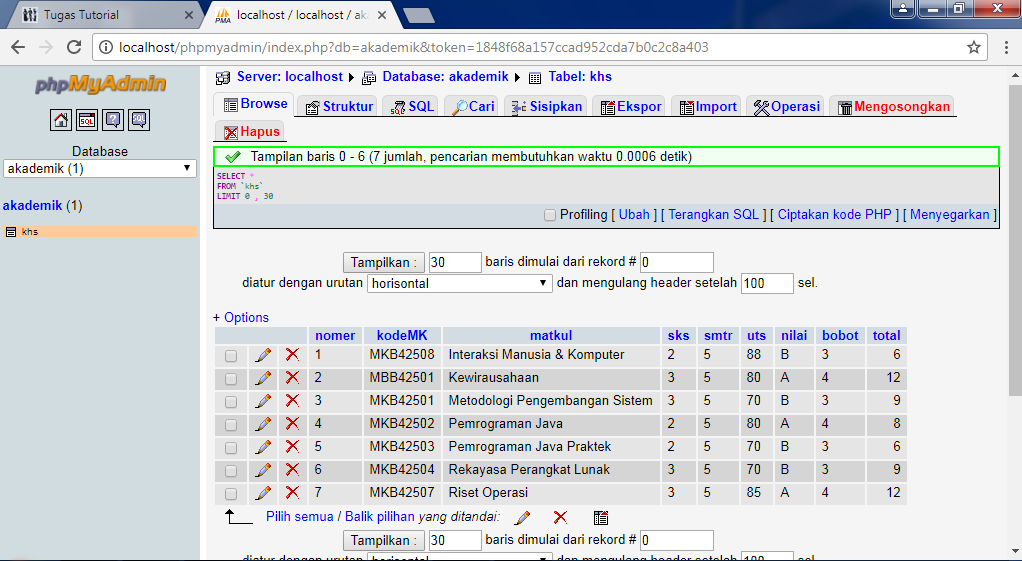 Tugas Tutorial
localhost / localhost / aka
localhost/phpmyadmin/index.php?db=akademik&token=1848f68a157ccad952cda7b0c2c8a403
phpMyAdmin
SQL
Database
akademik (1)
akademik (1)
khs
Server: localhost Database: akademik Tabel: khs
Browse Struktur SQL Cari Sisipkan Ekspor Import Operasi Mengosongkan
Hapus
Tampilan baris 0 - 6 (7 jumlah, pencarian membutuhkan waktu 0.0006 detik)
SELECT *
FROM `khs`
LIMIT 0 , 30
Profiling [ Ubah ] [ Terangkan SQL ] [ Ciptakan kode PHP ] [ Menyegarkan ]
Tampilkan : 30 baris dimulai dari rekord # 0
diatur dengan urutan horisontal dan mengulang header setelah 100 sel.
+ Options
nomer kodeMK matkul sks smtr uts nilai bobot total
1 MKB42508 Interaksi Manusia & Komputer 2 5 88 B 3 6
2 MBB42501 Kewirausahaan 3 5 80 A 4 12
3 MKB42501 Metodologi Pengembangan Sistem 3 5 70 B 3 9
4 MKB42502 Pemrograman Java 2 5 80 A 4 8
5 MKB42503 Pemrograman Java Praktek 2 5 70 B 3 6
6 MKB42504 Rekayasa Perangkat Lunak 3 5 70 B 3 9
7 MKB42507 Riset Operasi 3 5 85 A 4 12
Pilih semua / Balik pilihan yang ditandai:
Tampilkan : 30 baris dimulai dari rekord # 0
diatur dengan urutan horisontal dan mengulang header setelah 100 sel.